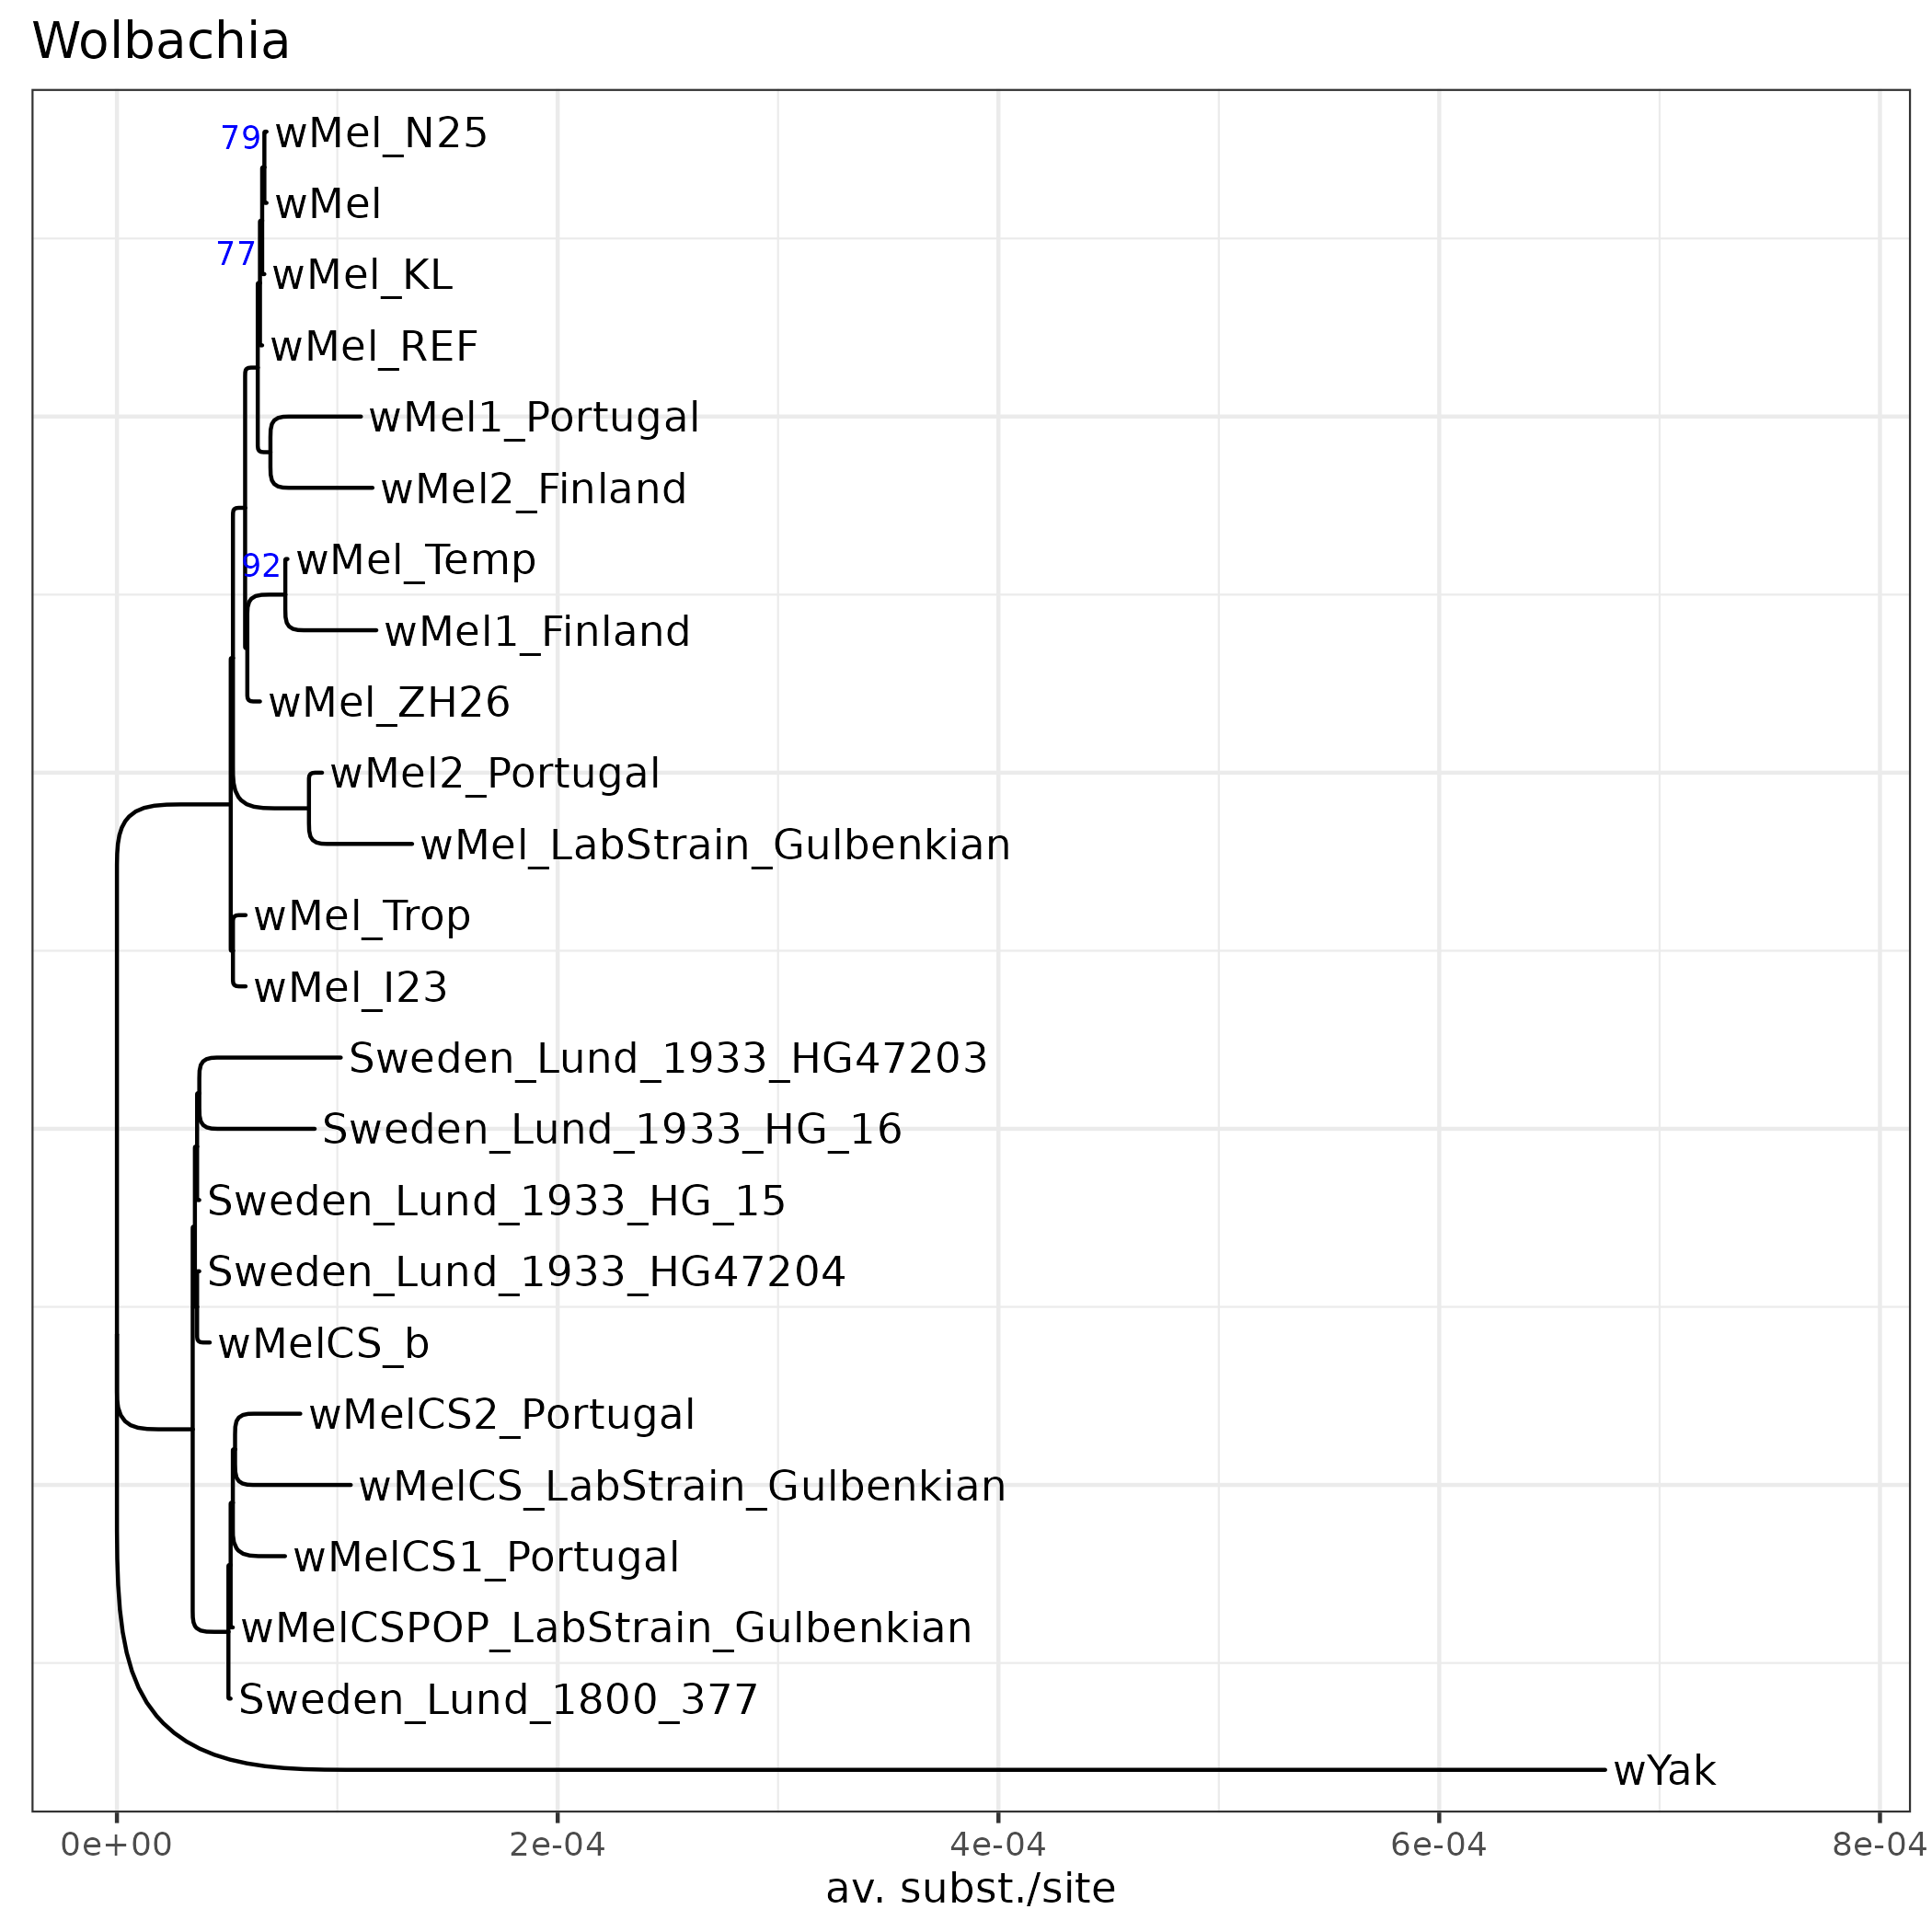 Wolbachia
79
wMel_N25
wMel
77
wMel_KL
wMel_REF
wMel1_Portugal
wMel2_Finland
92
wMel_Temp
wMel1_Finland
wMel_ZH26
wMel2_Portugal
wMel_LabStrain_Gulbenkian
wMel_Trop
wMel_I23
Sweden_Lund_1933_HG47203
Sweden_Lund_1933_HG_16
Sweden_Lund_1933_HG_15
Sweden_Lund_1933_HG47204
wMelCS_b
wMelCS2_Portugal
wMelCS_LabStrain_Gulbenkian
wMelCS1_Portugal
wMelCSPOP_LabStrain_Gulbenkian
Sweden_Lund_1800_377
wYak
0e+00 2e-04 4e-04 6e-04 8e-04
av. subst./site